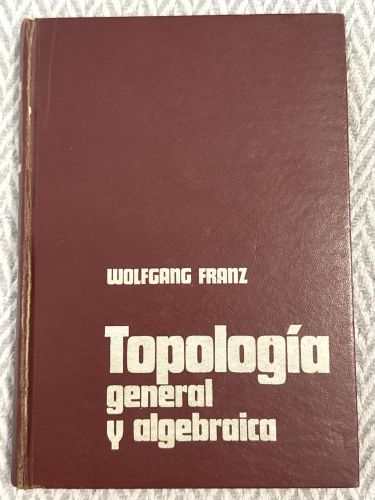 WOLFGANG FRANZ
Topología
general
y algebraica